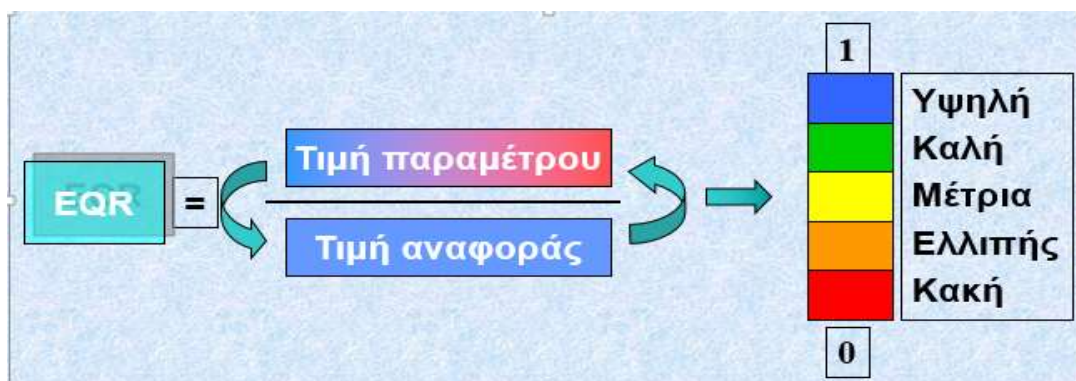 EQR
=
Τιμή παραμέτρου
Τιμή αναφοράς
1
Υψηλή
Καλή
Μέτρια
Ελλιπής
Κακή
0